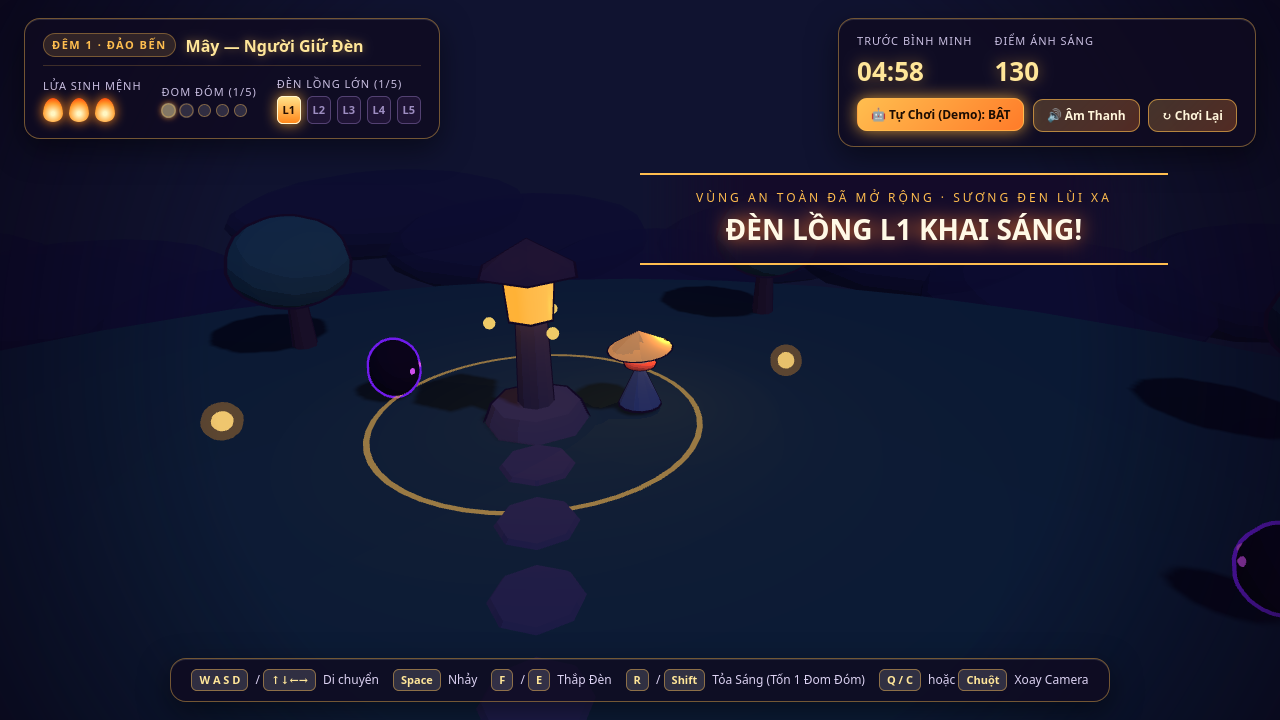 ĐÊM 1 · ĐẢO BẾN Mây — Người Giữ Đèn
LỬA SINH MỆNH ĐOM ĐÓM (1/5) ĐÈN LỒNG LỚN (1/5)
L1 L2 L3 L4 L5
TRƯỚC BÌNH MINH ĐIỂM ÁNH SÁNG
04:58 130
🤖 Tự Chơi (Demo): BẬT 🔊 Âm Thanh ↻ Chơi Lại
VÙNG AN TOÀN ĐÃ MỞ RỘNG · SƯƠNG ĐEN LÙI XA
ĐÈN LỒNG L1 KHAI SÁNG!
W A S D / ↑↓←→ Di chuyển Space Nhảy F / E Thắp Đèn R / Shift Tỏa Sáng (Tốn 1 Đom Đóm) Q / C hoặc Chuột Xoay Camera